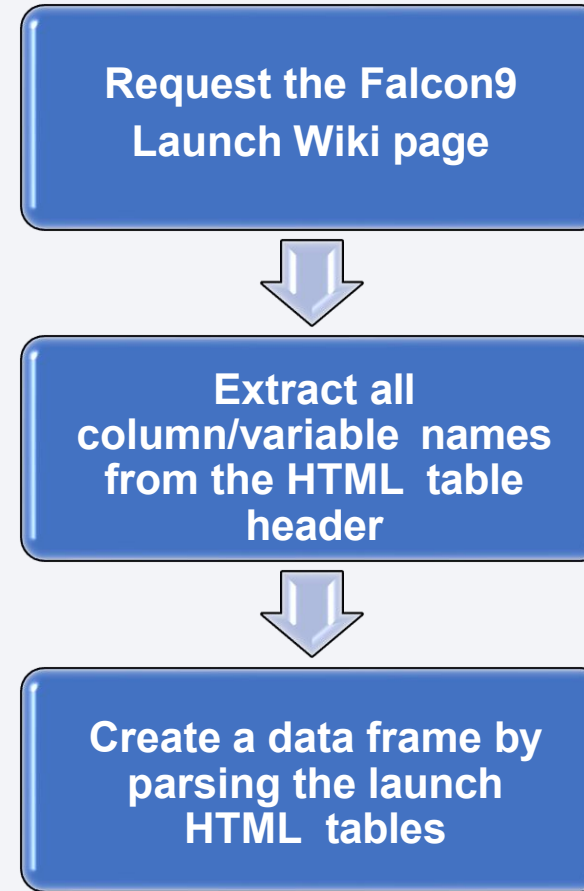 Request the Falcon9
Launch Wiki page
Extract all
column/variable names
from the HTML table
header
Create a data frame by
parsing the launch
HTML tables